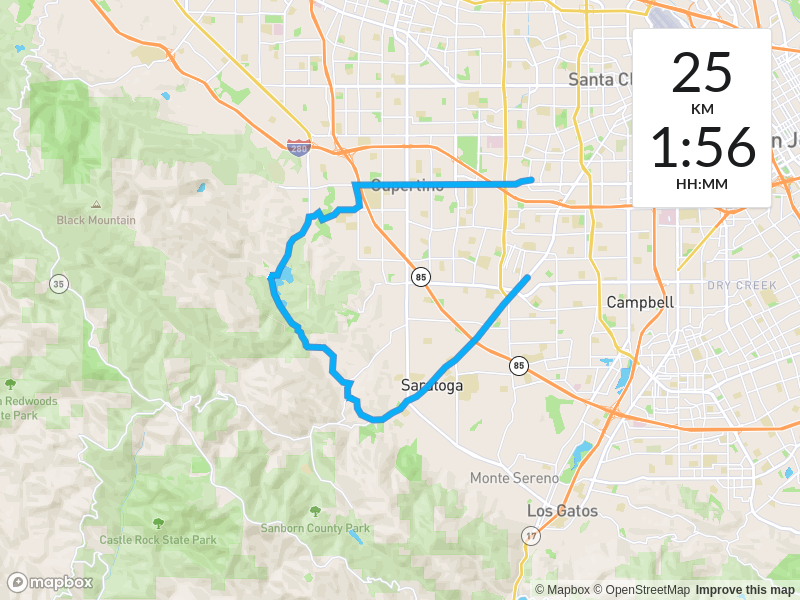 Santa Cl
25
KM
1:56
HH:MM
n J
280
Cupertino
Black Mountain
35
85
DRY CREEK
Campbell
85
Saratoga
Redwoods
State Park
Monte Sereno
Los Gatos
Sanborn County Park
Castle Rock State Park
17
mapbox
© Mapbox © OpenStreetMap Improve this map